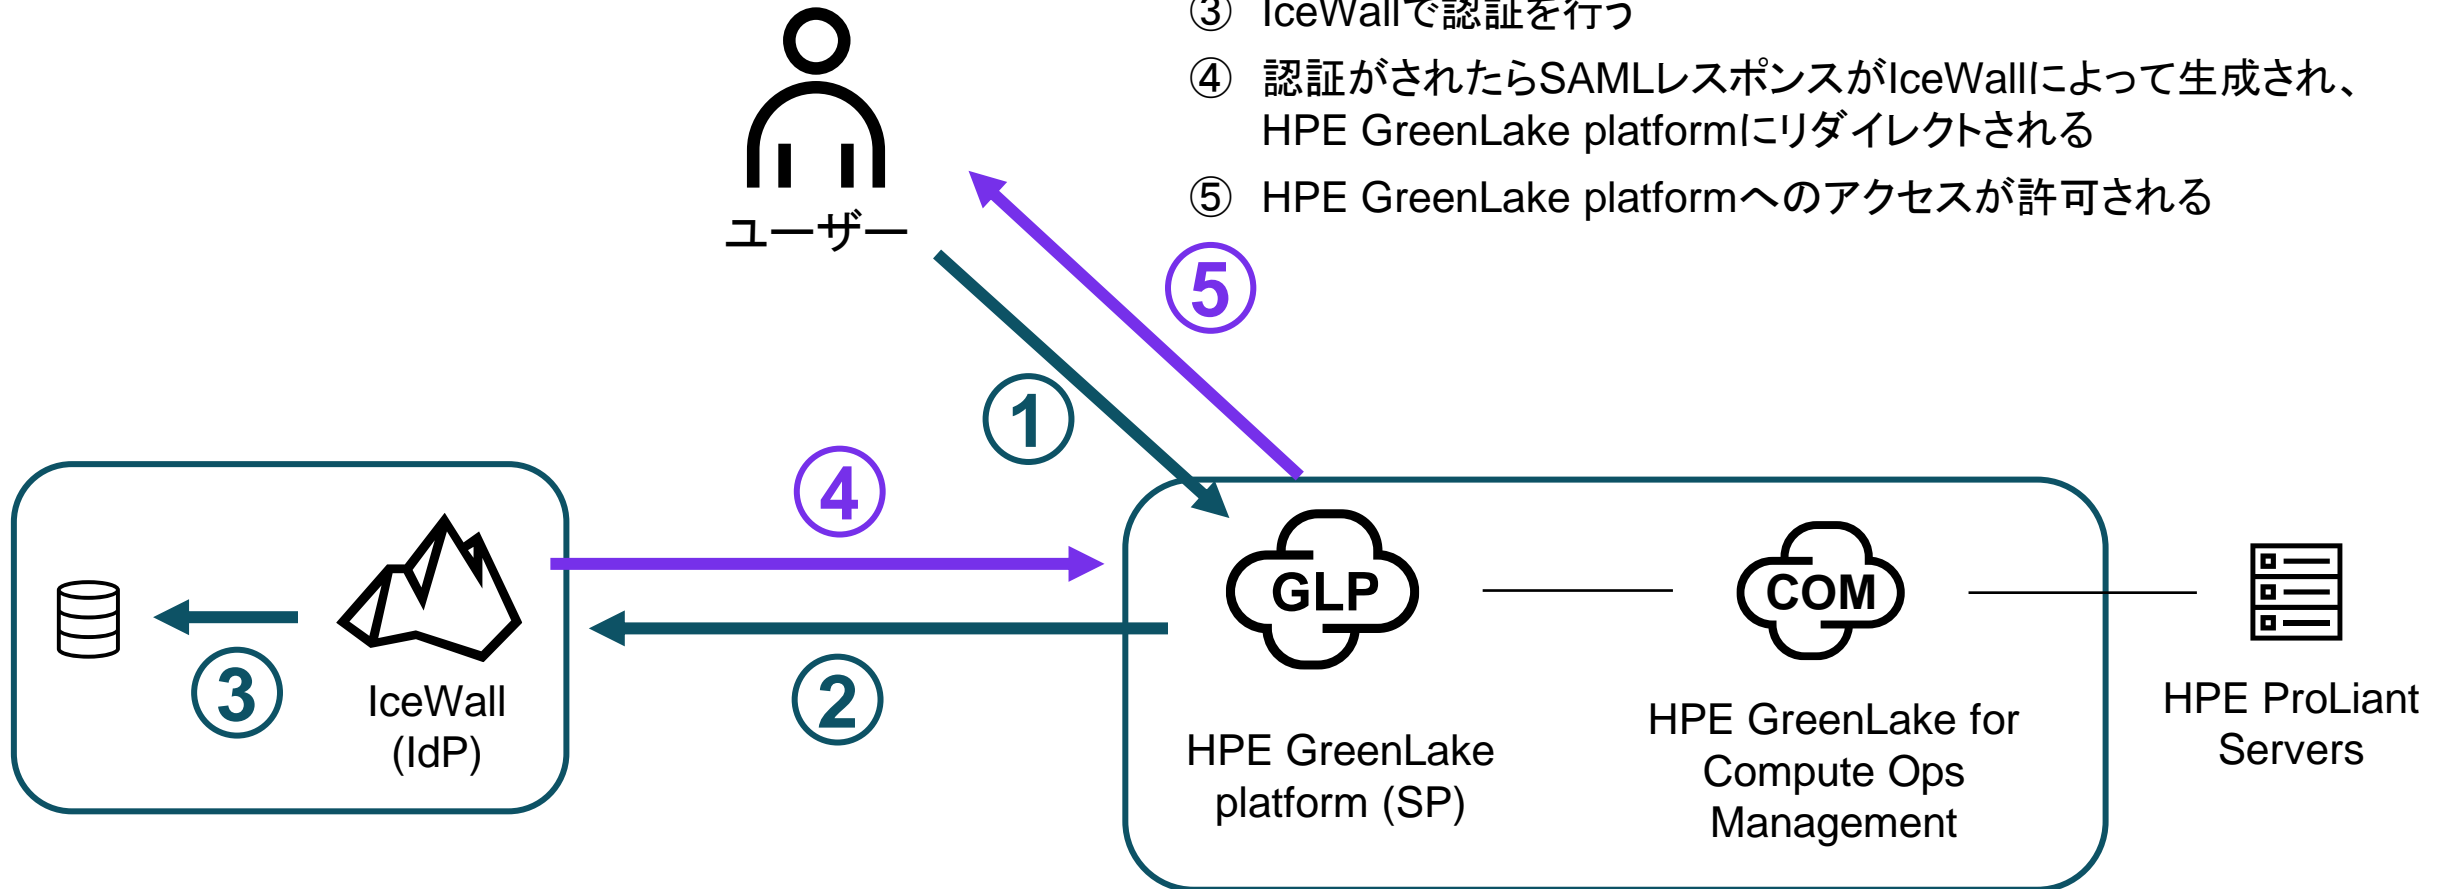 ③ IceWallで認証を行う
④ 認証がされたらSAMLレスポンスがIceWallによって生成され、
HPE GreenLake platformにリダイレクトされる
⑤ HPE GreenLake platformへのアクセスが許可される
ユーザー
⑤
①
④
GLP
COM
③
②
IceWall
(IdP)
HPE GreenLake
platform (SP)
HPE GreenLake for
Compute Ops
Management
HPE ProLiant
Servers